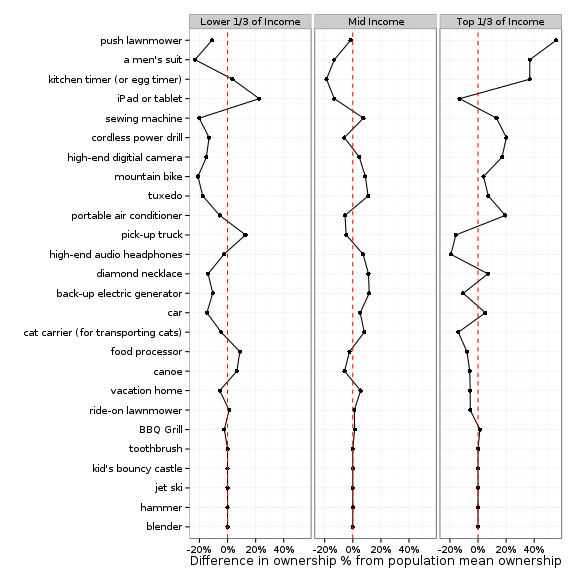 Lower 1/3 of Income Mid Income Top 1/3 of Income
push lawnmower
a men's suit
kitchen timer (or egg timer)
iPad or tablet
sewing machine
cordless power drill
high-end digitial camera
mountain bike
tuxedo
portable air conditioner
pick-up truck
high-end audio headphones
diamond necklace
back-up electric generator
car
cat carrier (for transporting cats)
food processor
canoe
vacation home
ride-on lawnmower
BBQ Grill
toothbrush
kid's bouncy castle
jet ski
hammer
blender
-20% 0% 20% 40% -20% 0% 20% 40% -20% 0% 20% 40%
Difference in ownership % from population mean ownership